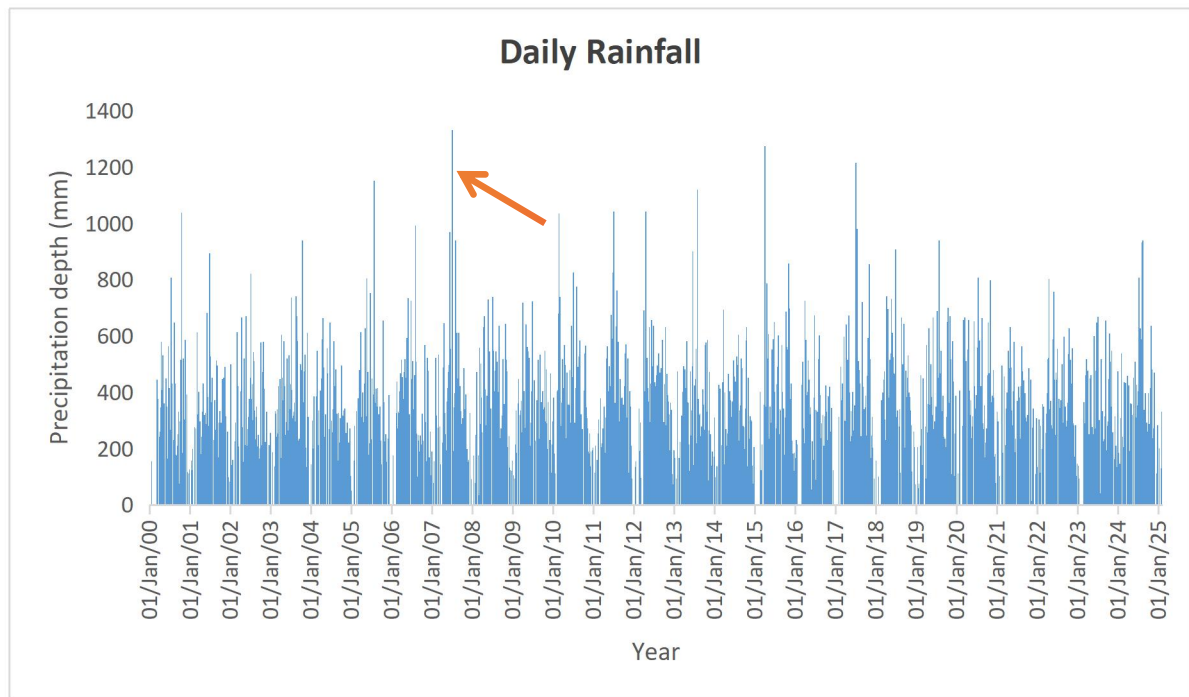 Daily Rainfall
Precipitation depth (mm)
1400
1200
1000
800
600
400
200
0
01/Jan/00
01/Jan/01
01/Jan/02
01/Jan/03
01/Jan/04
01/Jan/05
01/Jan/06
01/Jan/07
01/Jan/08
01/Jan/09
01/Jan/10
01/Jan/11
01/Jan/12
01/Jan/13
01/Jan/14
01/Jan/15
01/Jan/16
01/Jan/17
01/Jan/18
01/Jan/19
01/Jan/20
01/Jan/21
01/Jan/22
01/Jan/23
01/Jan/24
01/Jan/25
Year